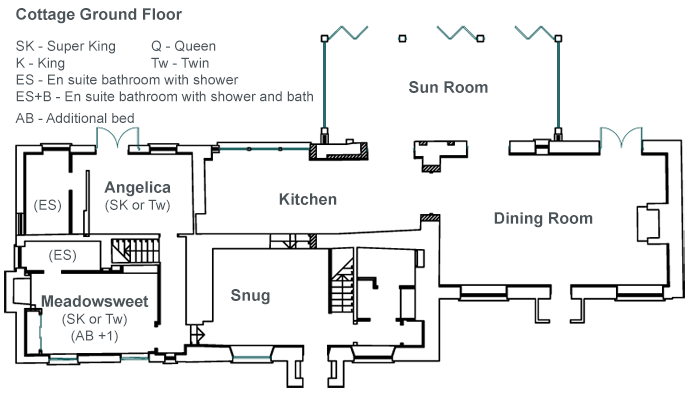 Cottage Ground Floor
SK - Super King Q - Queen
K - King Tw - Twin
ES - En suite bathroom with shower
ES+B - En suite bathroom with shower and bath
AB - Additional bed
Sun Room
Angelica
(SK or Tw)
(ES)
Kitchen
Dining Room
(ES)
Meadowsweet
(SK or Tw)
(AB +1)
Snug